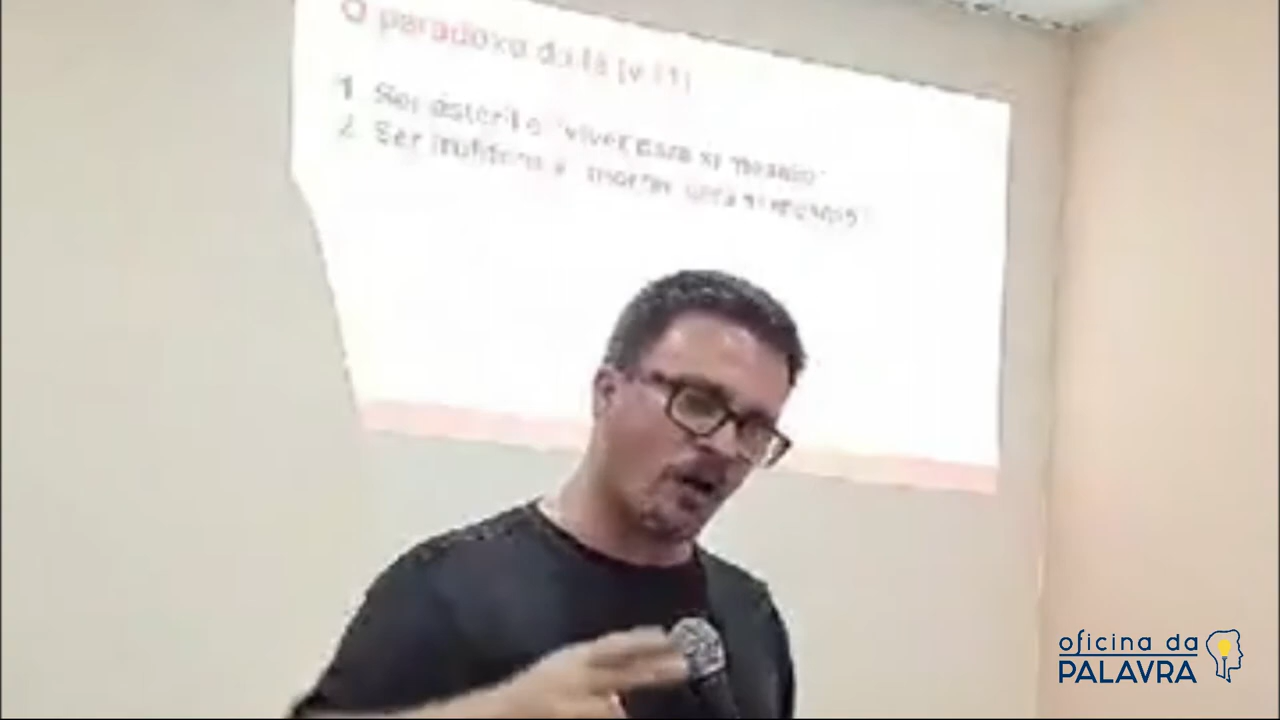 O paradoxo da fé (v 11)
1. Ser estéril é "viver para si mesmo"
2. Ser frutífero é "morrer para si mesmo"
oficina da
PALAVRA